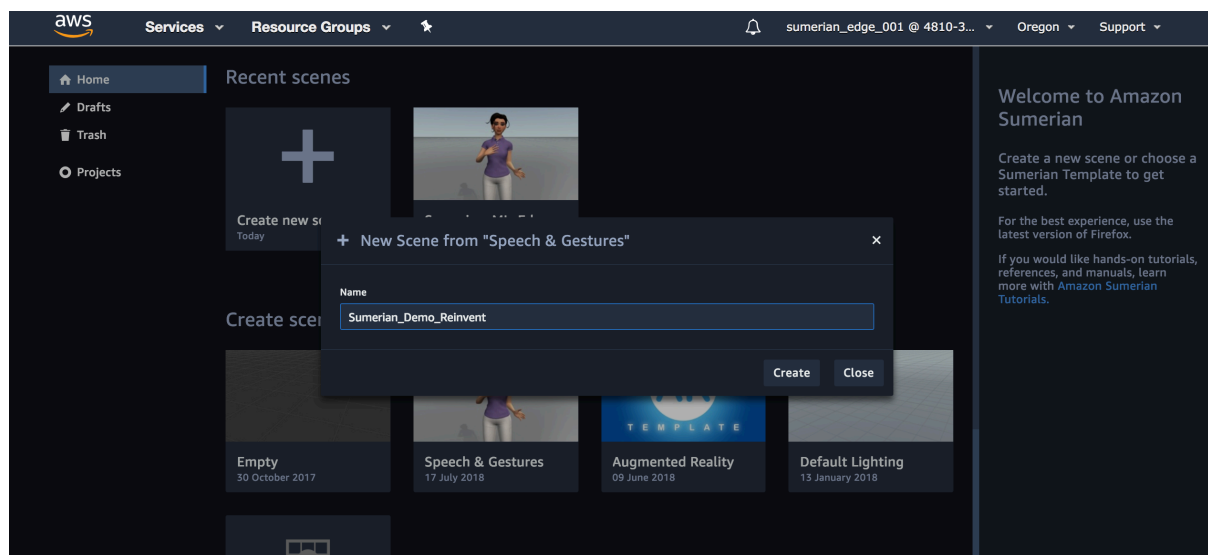 aws
Services
Resource Groups
sumerian_edge_001 @ 4810-3...
Oregon
Support
Home
Drafts
Trash
Projects
Recent scenes
Create new s
Today
+ New Scene from "Speech & Gestures"
Name
Sumerian_Demo_Reinvent
Create
Close
Create sce
Empty
30 October 2017
Speech & Gestures
17 July 2018
TEMPLATE
Augmented Reality
09 June 2018
Default Lighting
13 January 2018
Welcome to Amazon
Sumerian
Create a new scene or choose a
Sumerian Template to get
started.
For the best experience, use the
latest version of Firefox.
If you would like hands-on tutorials,
references, and manuals, learn
more with Amazon Sumerian
Tutorials.